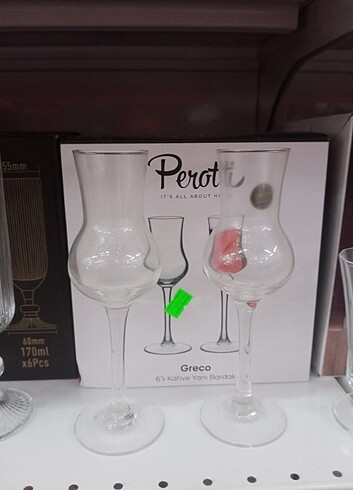 55mm
60mm
170ml
x6Pcs
Perotti
IT'S ALL ABOUT
Greco
6'lı Kahve Yanı Bardak